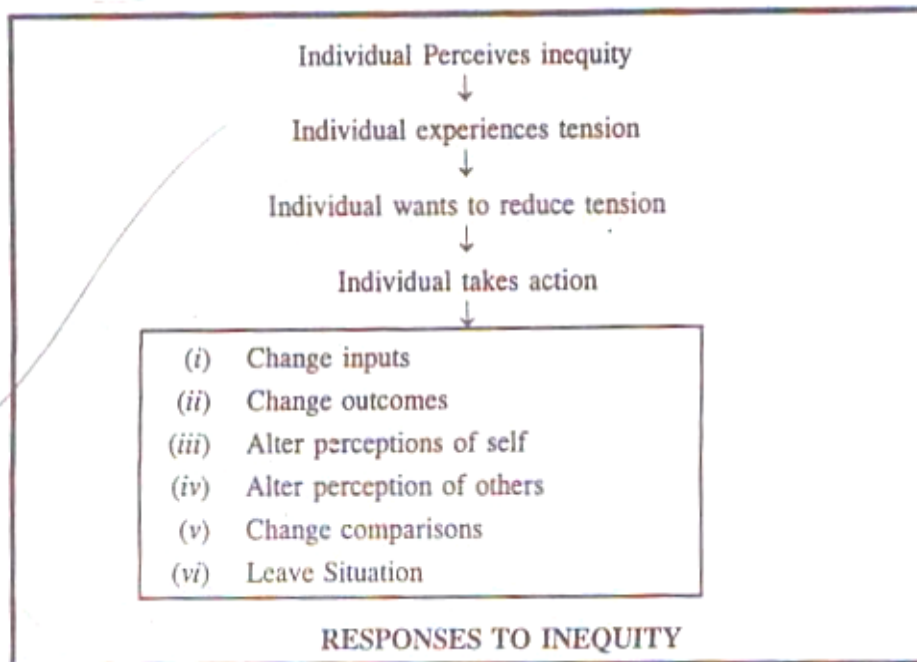 Individual Perceives inequity
↓
Individual experiences tension
↓
Individual wants to reduce tension
↓
Individual takes action
↓
(i) Change inputs
(ii) Change outcomes
(iii) Alter perceptions of self
(iv) Alter perception of others
(v) Change comparisons
(vi) Leave Situation
RESPONSES TO INEQUITY